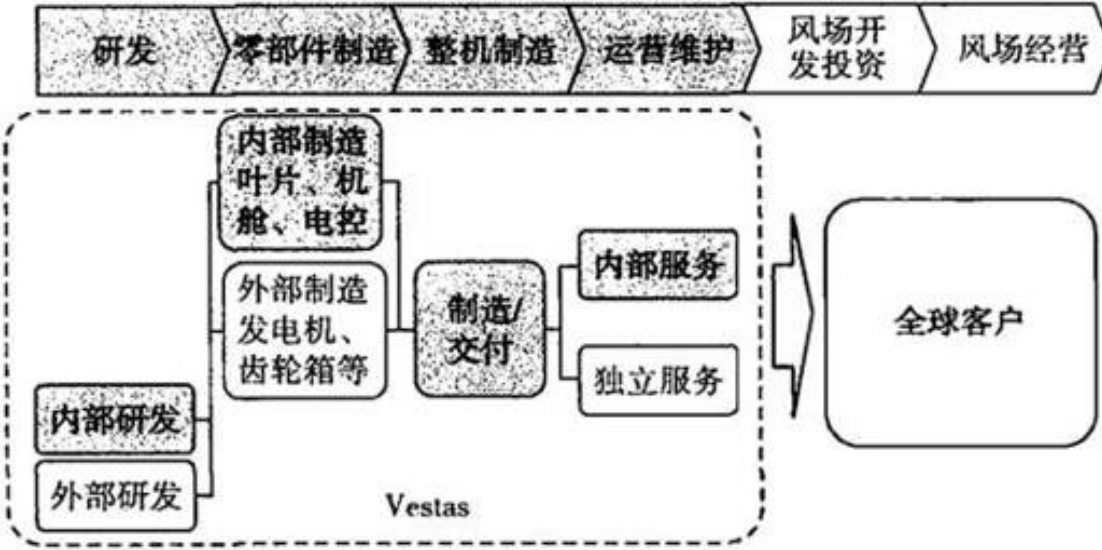 研发
零部件制造
整机制造
运营维护
风场开
发投资
风场经营
内部制造
叶片、机
舱、电控
外部制造
发电机、
齿轮箱等
内部研发
外部研发
制造/
交付
内部服务
独立服务
Vestas
全球客户